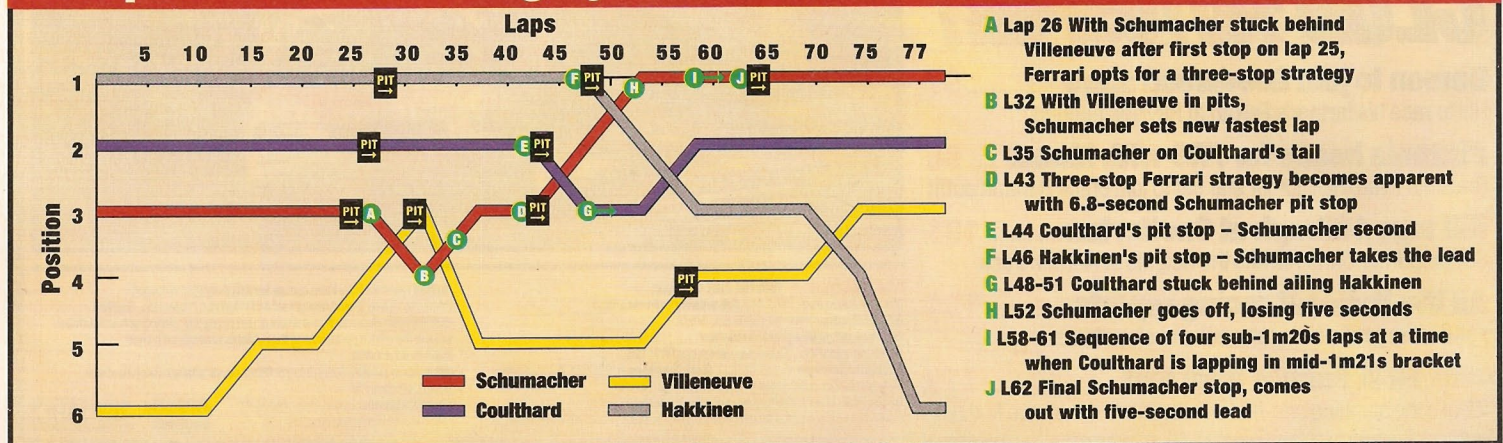 Laps
5 10 15 20 25 30 35 40 45 50 55 60 65 70 75 77
Position
1
2
3
4
5
6
PIT
PIT
PIT
PIT
PIT
PIT
PIT
PIT
PIT
A
B
C
D
E
F
G
H
I
J
Schumacher
Villeneuve
Coulthard
Hakkinen
A Lap 26 With Schumacher stuck behind
Villeneuve after first stop on lap 25,
Ferrari opts for a three-stop strategy
B L32 With Villeneuve in pits,
Schumacher sets new fastest lap
C L35 Schumacher on Coulthard's tail
D L43 Three-stop Ferrari strategy becomes apparent
with 6.8-second Schumacher pit stop
E L44 Coulthard's pit stop – Schumacher second
F L46 Hakkinen's pit stop – Schumacher takes the lead
G L48-51 Coulthard stuck behind ailing Hakkinen
H L52 Schumacher goes off, losing five seconds
I L58-61 Sequence of four sub-1m20s laps at a time
when Coulthard is lapping in mid-1m21s bracket
J L62 Final Schumacher stop, comes
out with five-second lead